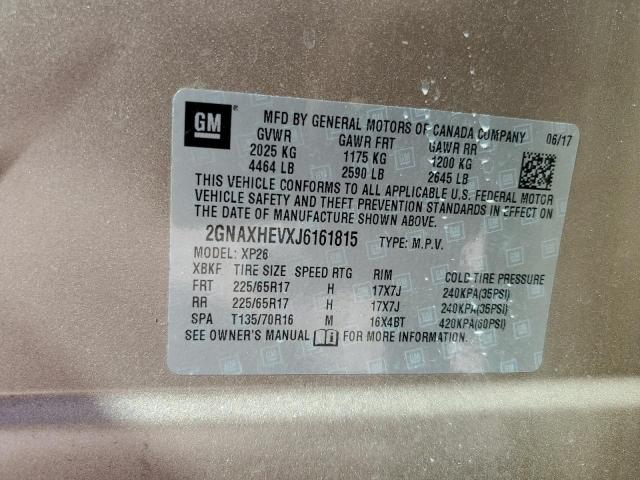 GM
MFD BY GENERAL MOTORS OF CANADA COMPANY 06/17
GVWR GAWR FRT GAWR RR
2025 KG 1175 KG 1200 KG
4464 LB 2590 LB 2645 LB
THIS VEHICLE CONFORMS TO ALL APPLICABLE U.S. FEDERAL MOTOR
VEHICLE SAFETY AND THEFT PREVENTION STANDARDS IN EFFECT ON
THE DATE OF MANUFACTURE SHOWN ABOVE.
2GNAXHEVXJ6161815 TYPE: M.P.V.
MODEL: XP26
XBKF TIRE SIZE SPEED RTG RIM COLD TIRE PRESSURE
FRT 225/65R17 H 17X7J 240KPA(35PSI)
RR 225/65R17 H 17X7J 240KPA(35PSI)
SPA T135/70R16 M 16X4BT 420KPA(60PSI)
SEE OWNER'S MANUAL FOR MORE INFORMATION.